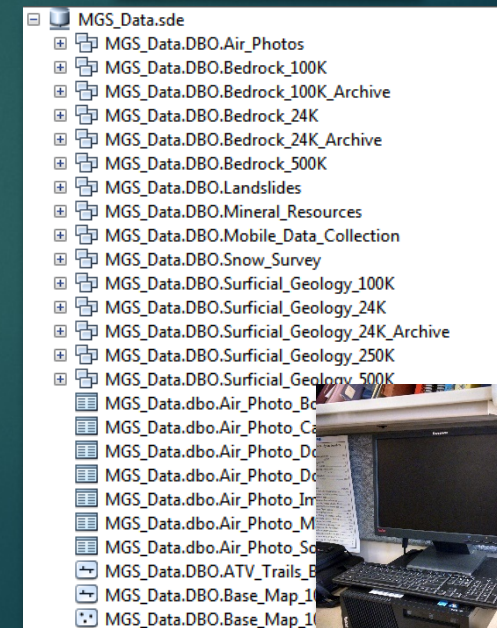 MGS_Data.sde
MGS_Data.DBO.Air_Photos
MGS_Data.DBO.Bedrock_100K
MGS_Data.DBO.Bedrock_100K_Archive
MGS_Data.DBO.Bedrock_24K
MGS_Data.DBO.Bedrock_24K_Archive
MGS_Data.DBO.Bedrock_500K
MGS_Data.DBO.Landslides
MGS_Data.DBO.Mineral_Resources
MGS_Data.DBO.Mobile_Data_Collection
MGS_Data.DBO.Snow_Survey
MGS_Data.DBO.Surficial_Geology_100K
MGS_Data.DBO.Surficial_Geology_24K
MGS_Data.DBO.Surficial_Geology_24K_Archive
MGS_Data.DBO.Surficial_Geology_250K
MGS_Data.DBO.Surficial_Geology_500K
MGS_Data.dbo.Air_Photo_Bo
MGS_Data.dbo.Air_Photo_Ca
MGS_Data.dbo.Air_Photo_Do
MGS_Data.dbo.Air_Photo_Do
MGS_Data.dbo.Air_Photo_Im
MGS_Data.dbo.Air_Photo_M
MGS_Data.dbo.Air_Photo_So
MGS_Data.DBO.ATV_Trails_B
MGS_Data.DBO.Base_Map_10
MGS_Data.DBO.Base_Map_10